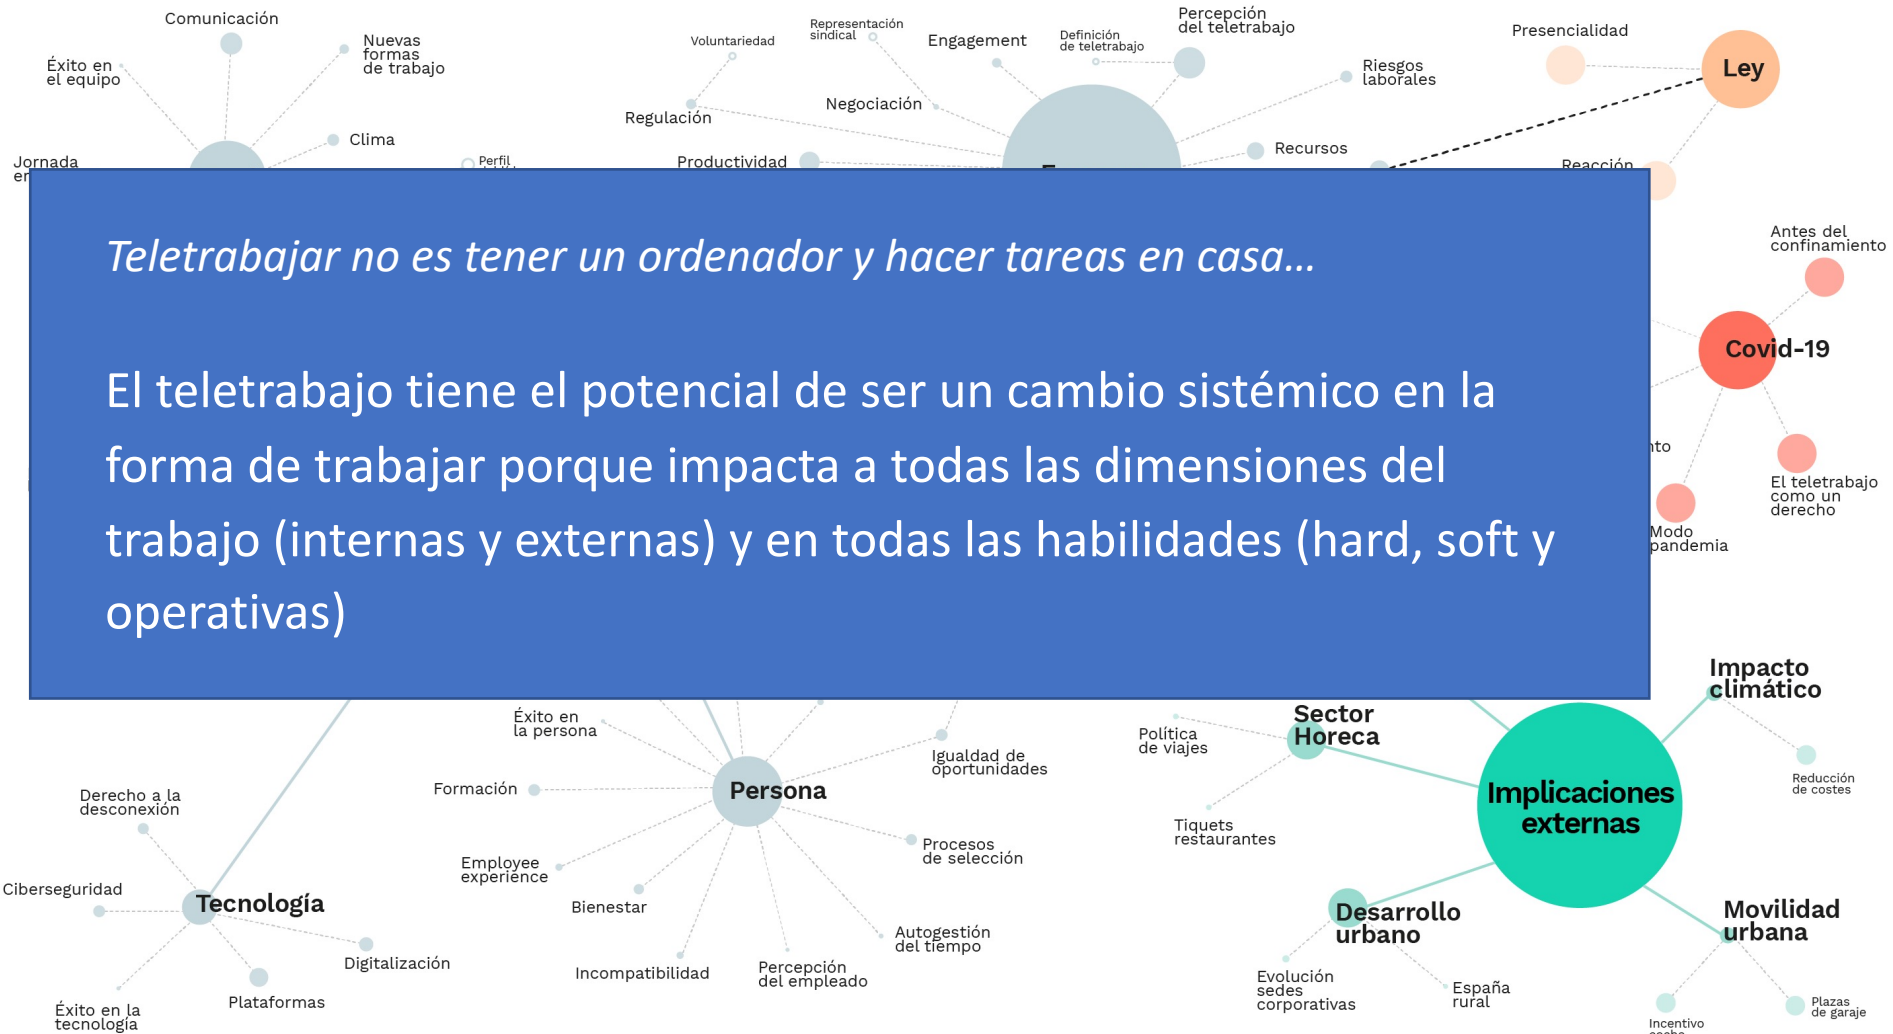 Comunicación
Nuevas
formas
de trabajo
Éxito en
el equipo
Clima
Jornada
Perfil
Voluntariedad
Representación
sindical
Engagement
Definición
de teletrabajo
Percepción
del teletrabajo
Riesgos
laborales
Regulación
Negociación
Productividad
Recursos
Presencialidad
Ley
Reacción
Teletrabajar no es tener un ordenador y hacer tareas en casa...
El teletrabajo tiene el potencial de ser un cambio sistémico en la
forma de trabajar porque impacta a todas las dimensiones del
trabajo (internas y externas) y en todas las habilidades (hard, soft y
operativas)
Antes del
confinamiento
Covid-19
El teletrabajo
como un
derecho
Modo
pandemia
Éxito en
la persona
Igualdad de
oportunidades
Formación
Persona
Procesos
de selección
Employee
experience
Bienestar
Autogestión
del tiempo
Incompatibilidad
Percepción
del empleado
Derecho a la
desconexión
Ciberseguridad
Tecnología
Digitalización
Plataformas
Éxito en la
tecnología
Impacto
climático
Sector
Horeca
Política
de viajes
Reducción
de costes
Implicaciones
externas
Tiquets
restaurantes
Desarrollo
urbano
Movilidad
urbana
Evolución
sedes
corporativas
España
rural
Plazas
de garaje
Incentivo